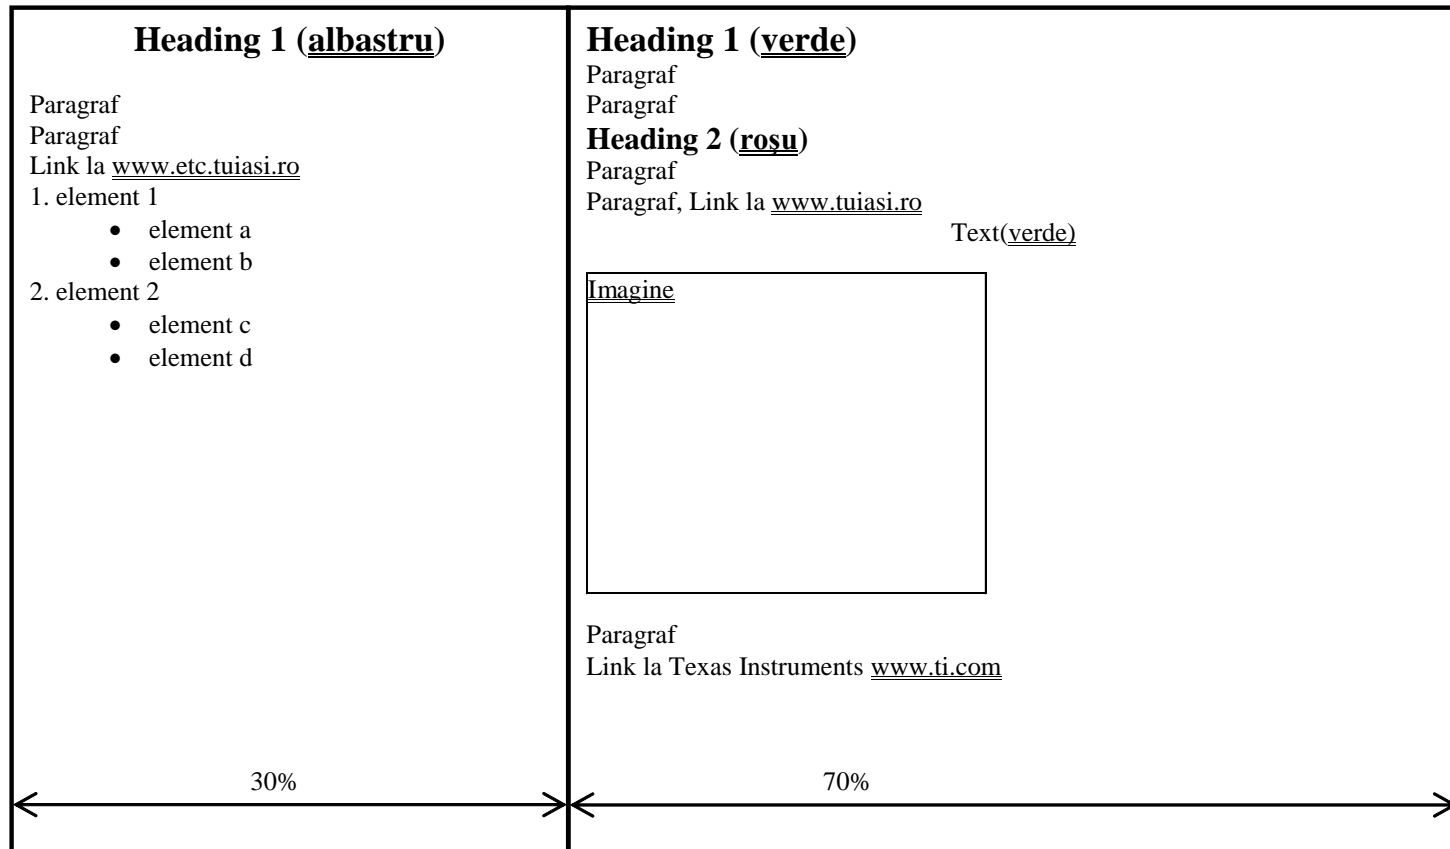 Heading 1 (albastru)
Paragraf
Paragraf
Link la www.etc.tuiasi.ro
1. element 1
• element a
• element b
2. element 2
• element c
• element d
30%
Heading 1 (verde)
Paragraf
Paragraf
Heading 2 (roşu)
Paragraf
Paragraf, Link la www.tuiasi.ro
Text(verde)
Imagine
Paragraf
Link la Texas Instruments www.ti.com
70%